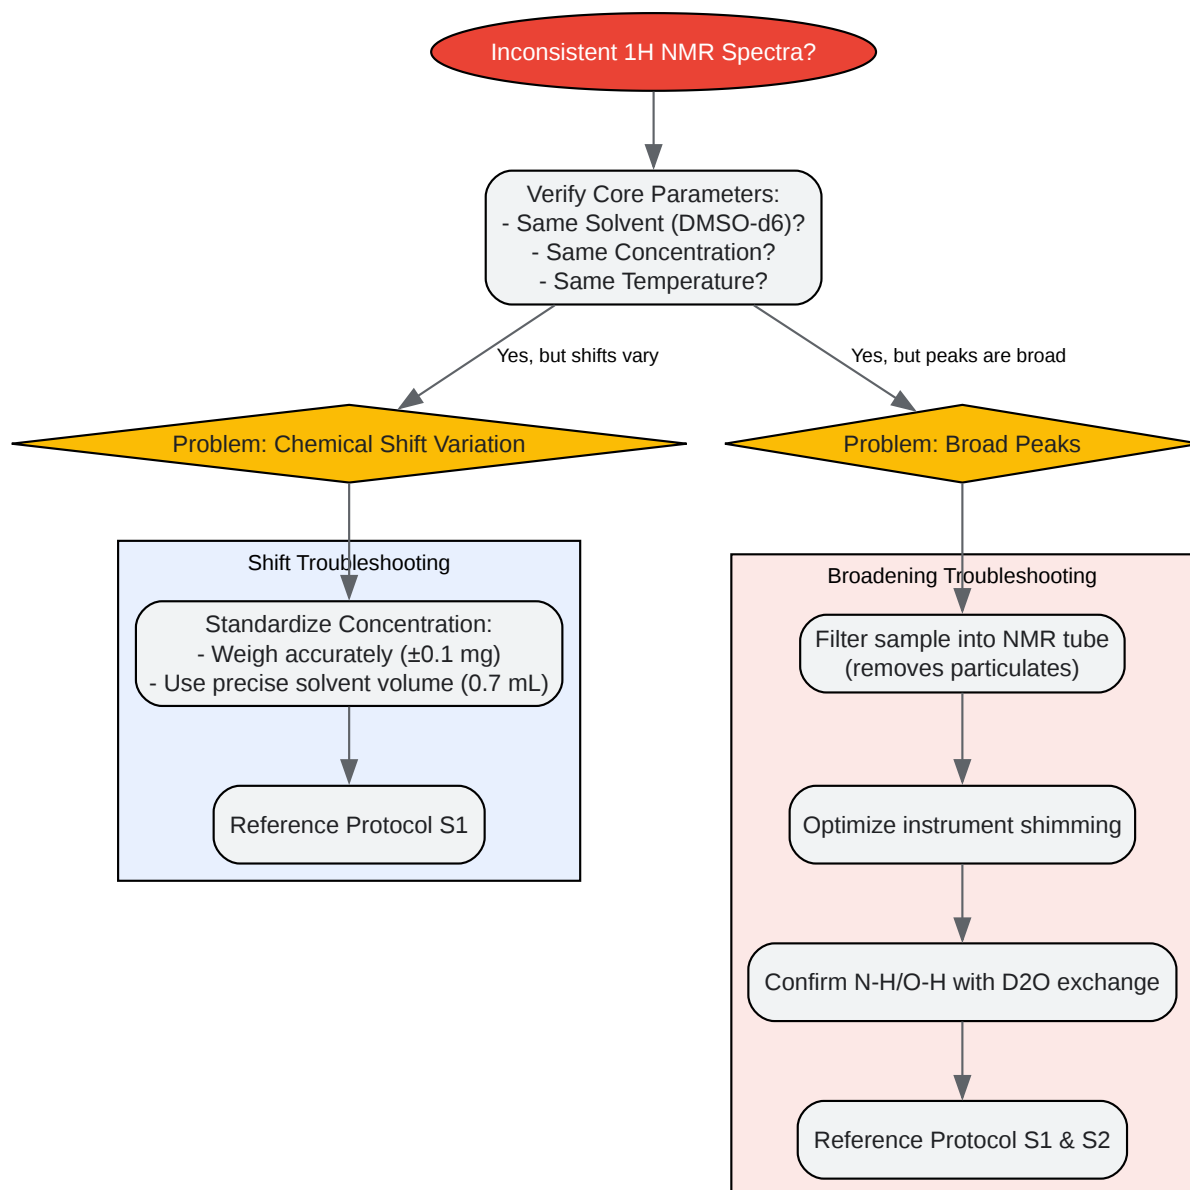 Inconsistent 1H NMR Spectra?
Verify Core Parameters:
- Same Solvent (DMSO-d6)?
- Same Concentration?
- Same Temperature?
Yes, but shifts vary
Yes, but peaks are broad
Problem: Chemical Shift Variation
Problem: Broad Peaks
Shift Troubleshooting
Standardize Concentration:
- Weigh accurately (±0.1 mg)
- Use precise solvent volume (0.7 mL)
Reference Protocol S1
Broadening Troubleshooting
Filter sample into NMR tube
(removes particulates)
Optimize instrument shimming
Confirm N-H/O-H with D2O exchange
Reference Protocol S1 & S2